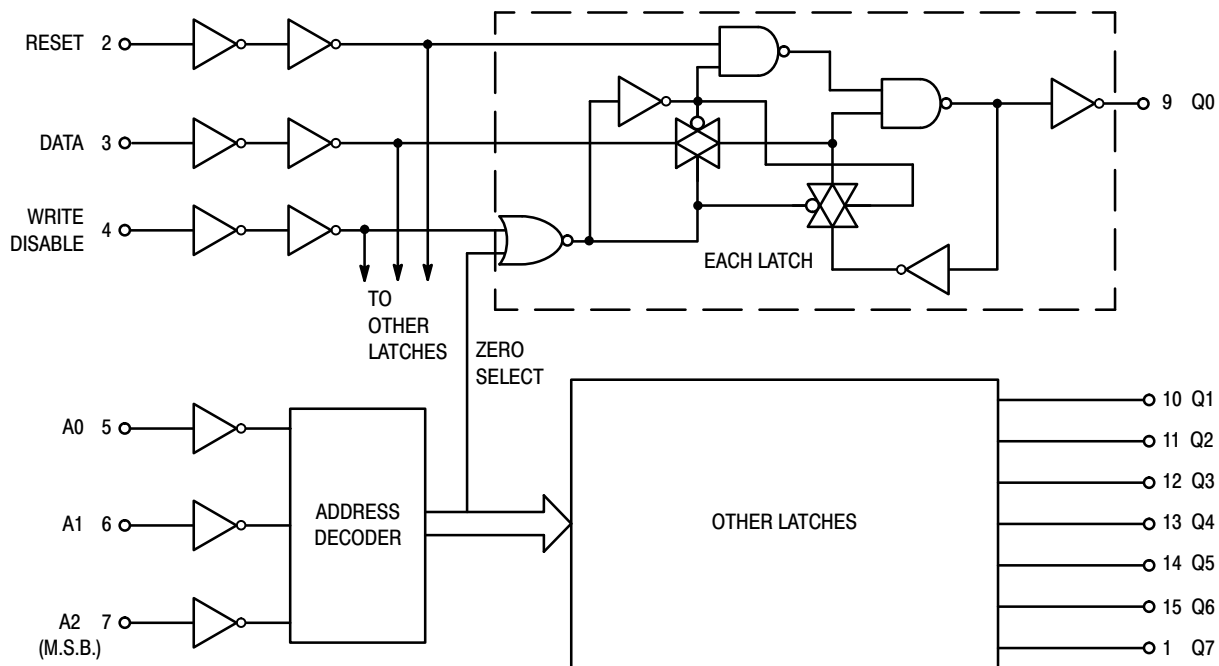 RESET 2
9 Q0
DATA 3
WRITE
DISABLE 4
EACH LATCH
TO
OTHER
LATCHES
ZERO
SELECT
A0 5
10 Q1
11 Q2
12 Q3
A1 6
ADDRESS
DECODER
OTHER LATCHES
13 Q4
14 Q5
15 Q6
A2 7
(M.S.B.)
1 Q7